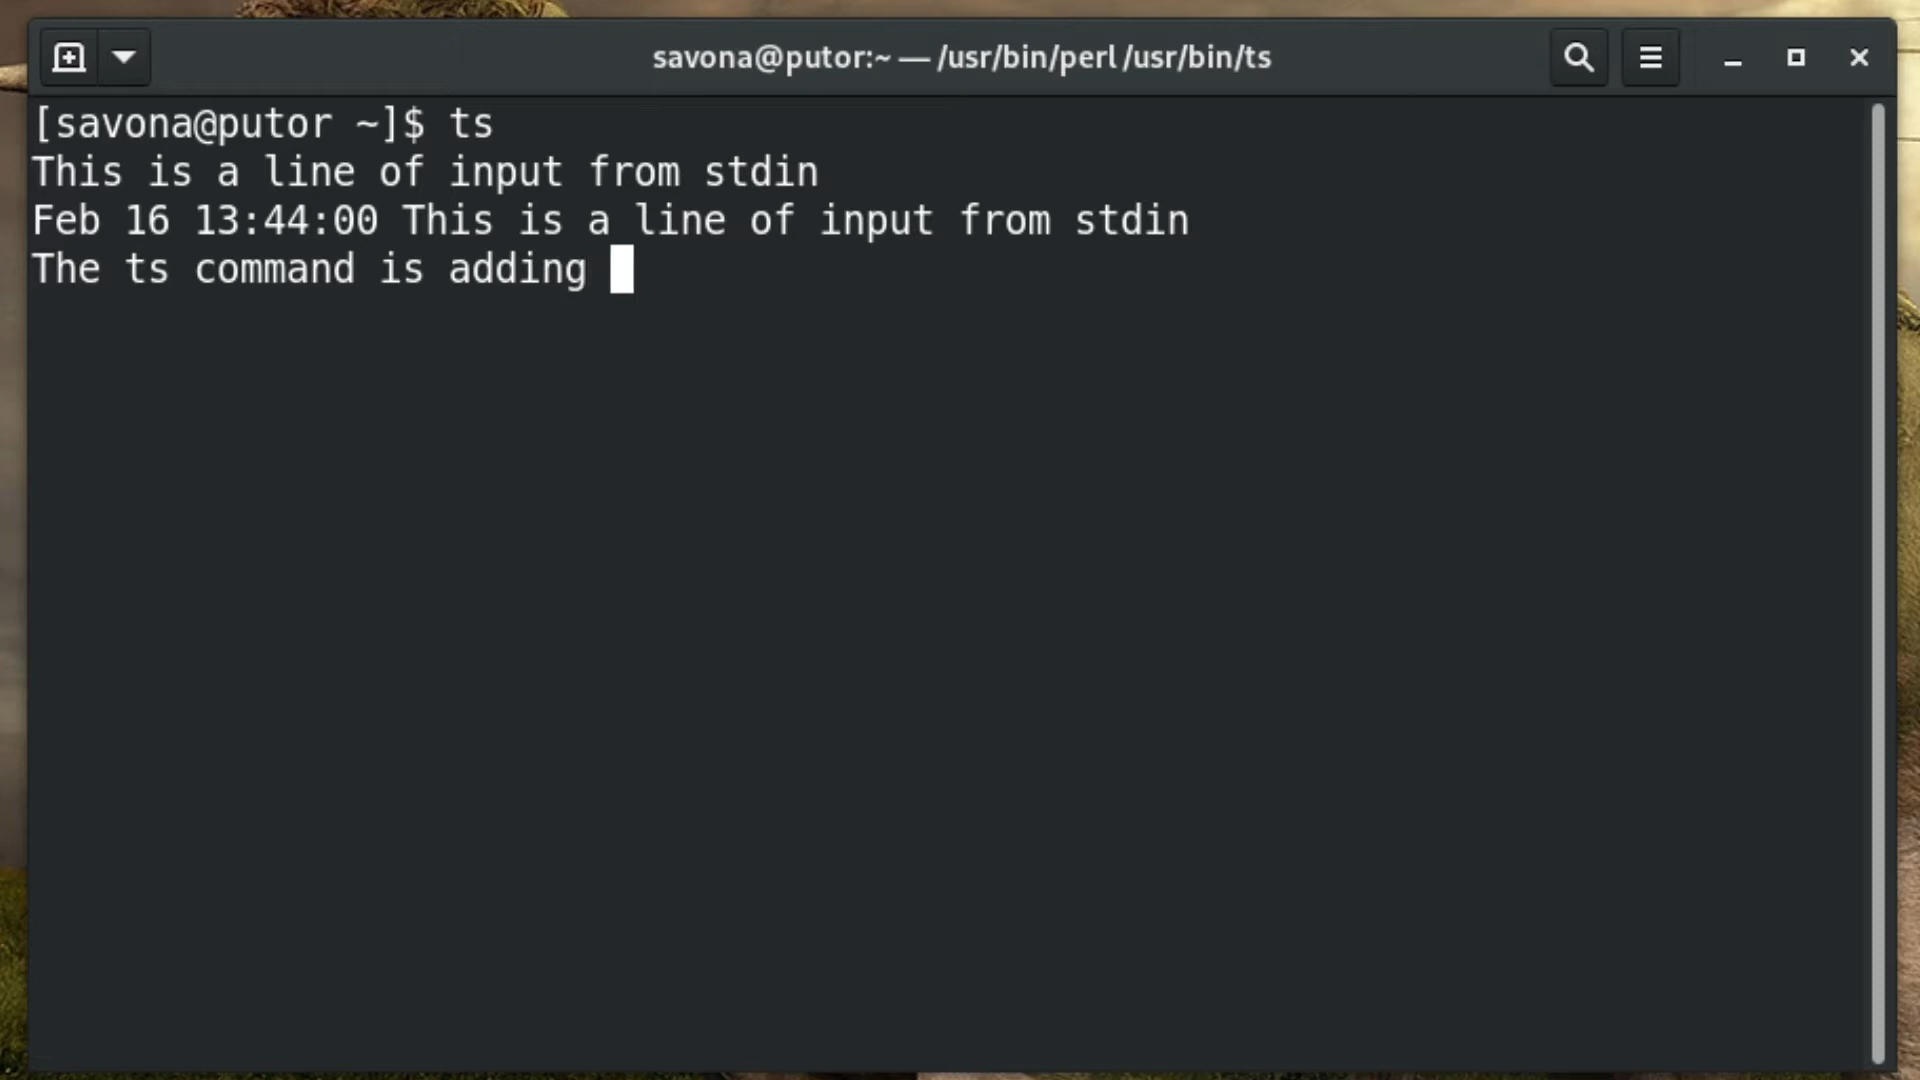 savona@putor:~ — /usr/bin/perl /usr/bin/ts
[savona@putor ~]$ ts
This is a line of input from stdin
Feb 16 13:44:00 This is a line of input from stdin
The ts command is adding